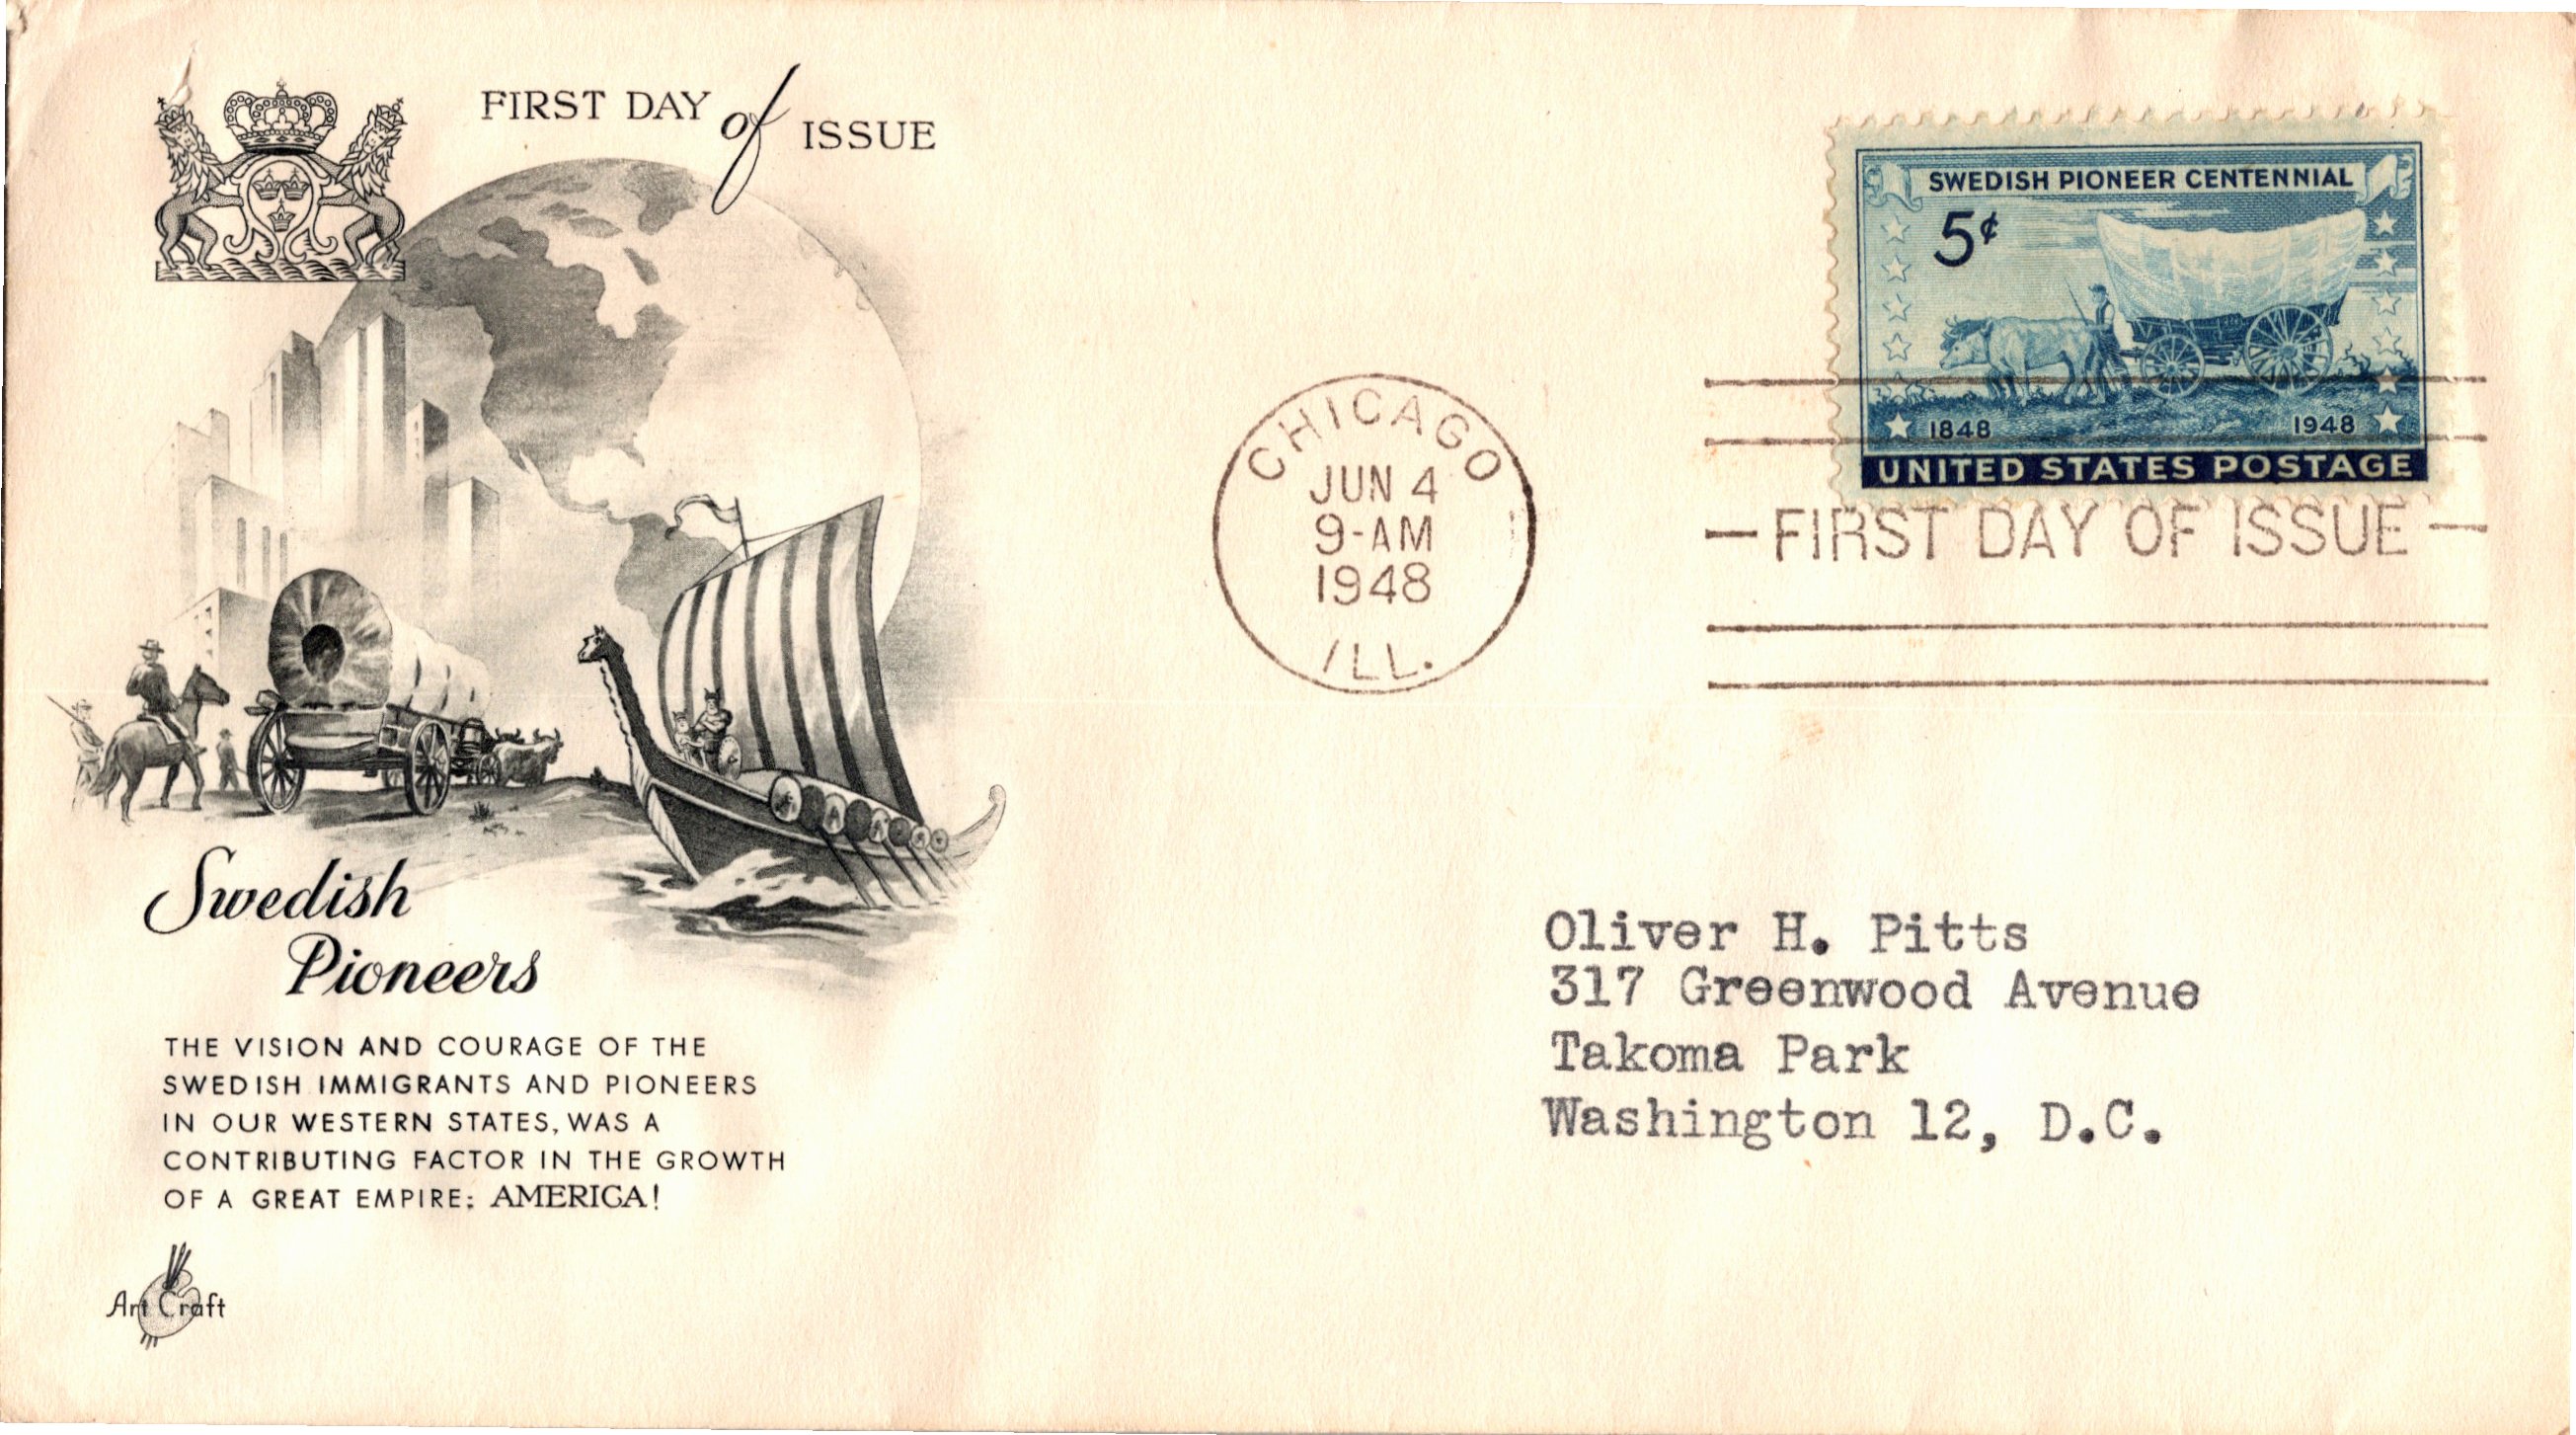 FIRST DAY of ISSUE
Swedish
Pioneers
THE VISION AND COURAGE OF THE
SWEDISH IMMIGRANTS AND PIONEERS
IN OUR WESTERN STATES, WAS A
CONTRIBUTING FACTOR IN THE GROWTH
OF A GREAT EMPIRE: AMERICA!
Art Craft
CHICAGO
JUN 4
9-AM
1948
ILL.
SWEDISH PIONEER CENTENNIAL
5¢
1848 1948
UNITED STATES POSTAGE
— FIRST DAY OF ISSUE —
Oliver H. Pitts
317 Greenwood Avenue
Takoma Park
Washington 12, D.C.